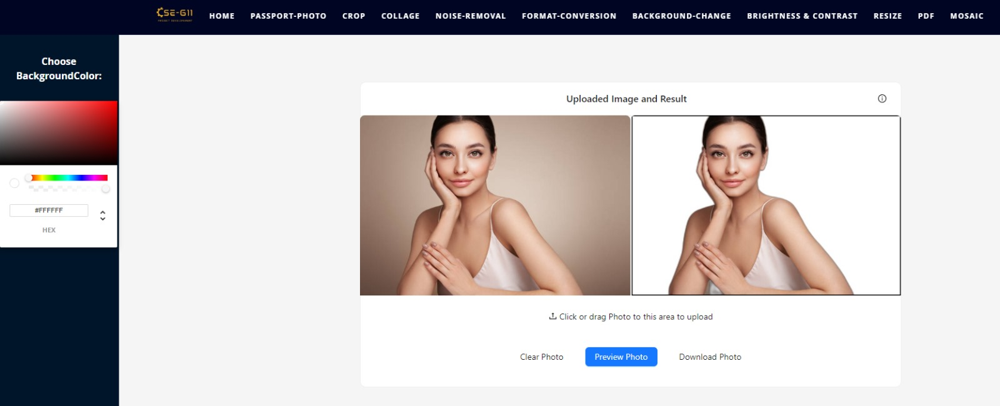 CSE-G11
PROJECT DEVELOPMENT
HOME PASSPORT-PHOTO CROP COLLAGE NOISE-REMOVAL FORMAT-CONVERSION BACKGROUND-CHANGE BRIGHTNESS & CONTRAST RESIZE PDF MOSAIC
Choose
BackgroundColor:
#FFFFFF
HEX
Uploaded Image and Result
Click or drag Photo to this area to upload
Clear Photo Preview Photo Download Photo